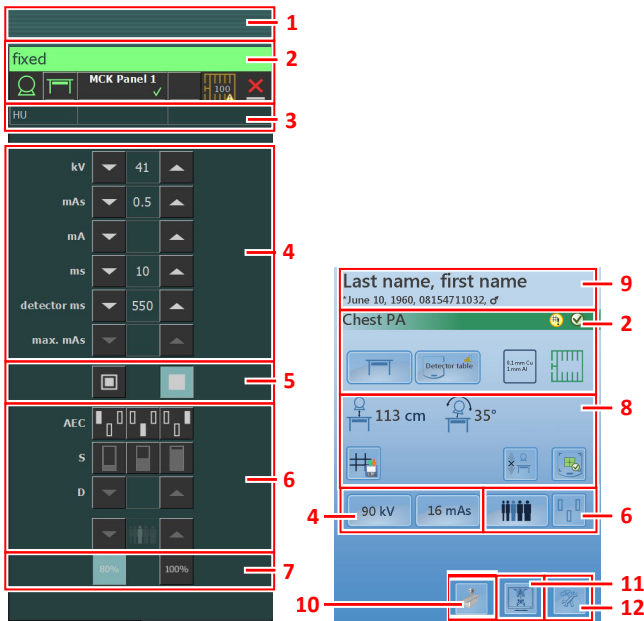 1
fixed
2
MCK Panel 1
100
HU
3
kV 41
mAs 0.5
mA
4
ms 10
detector ms 550
max. mAs
5
AEC
S
6
D
80% 100%
7
Last name, first name
9
*June 10, 1960, 08154711032, ♂
Chest PA
2
Detector table
0.1 mm Cu
1 mm Al
113 cm 35°
8
4
90 kV 16 mAs
6
10
11
12